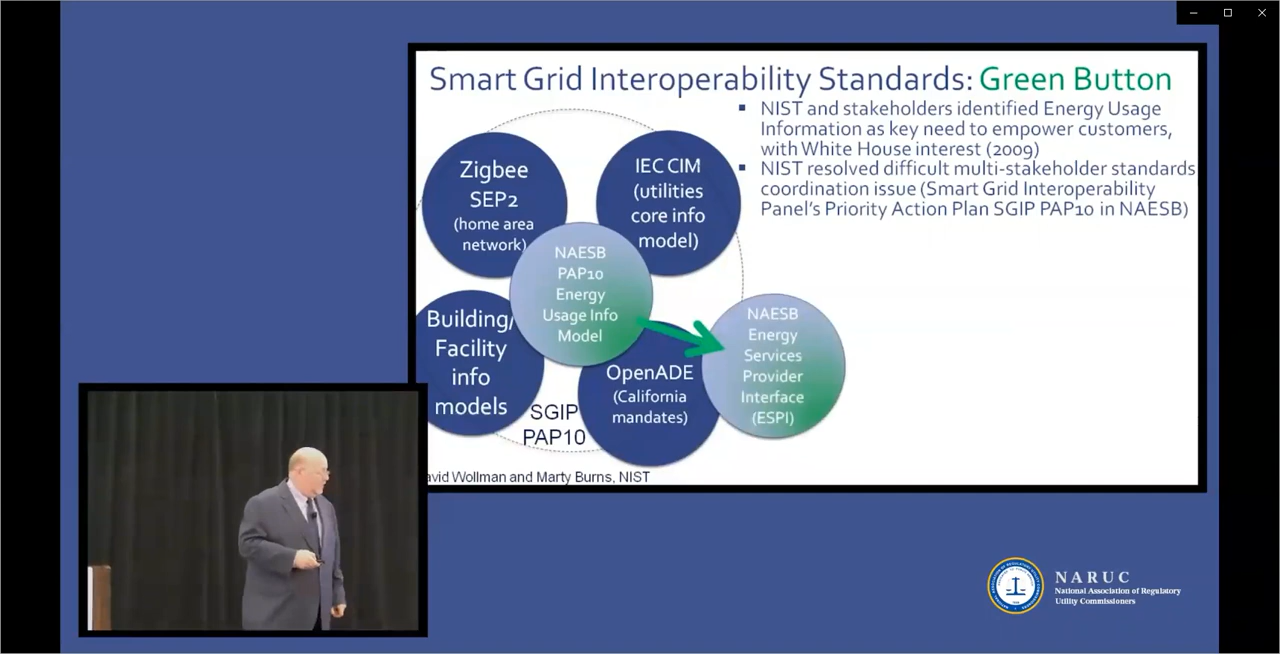 Smart Grid Interoperability Standards: Green Button
▪ NIST and stakeholders identified Energy Usage
Information as key need to empower customers,
with White House interest (2009)
▪ NIST resolved difficult multi-stakeholder standards
coordination issue (Smart Grid Interoperability
Panel's Priority Action Plan SGIP PAP10 in NAESB)
Zigbee
SEP2
(home area
network)
IEC CIM
(utilities
core info
model)
NAESB
PAP10
Energy
Usage Info
Model
Building/
Facility
info
models
OpenADE
(California
mandates)
NAESB
Energy
Services
Provider
Interface
(ESPI)
SGIP
PAP10
avid Wollman and Marty Burns, NIST
NARUC
National Association of Regulatory
Utility Commissioners